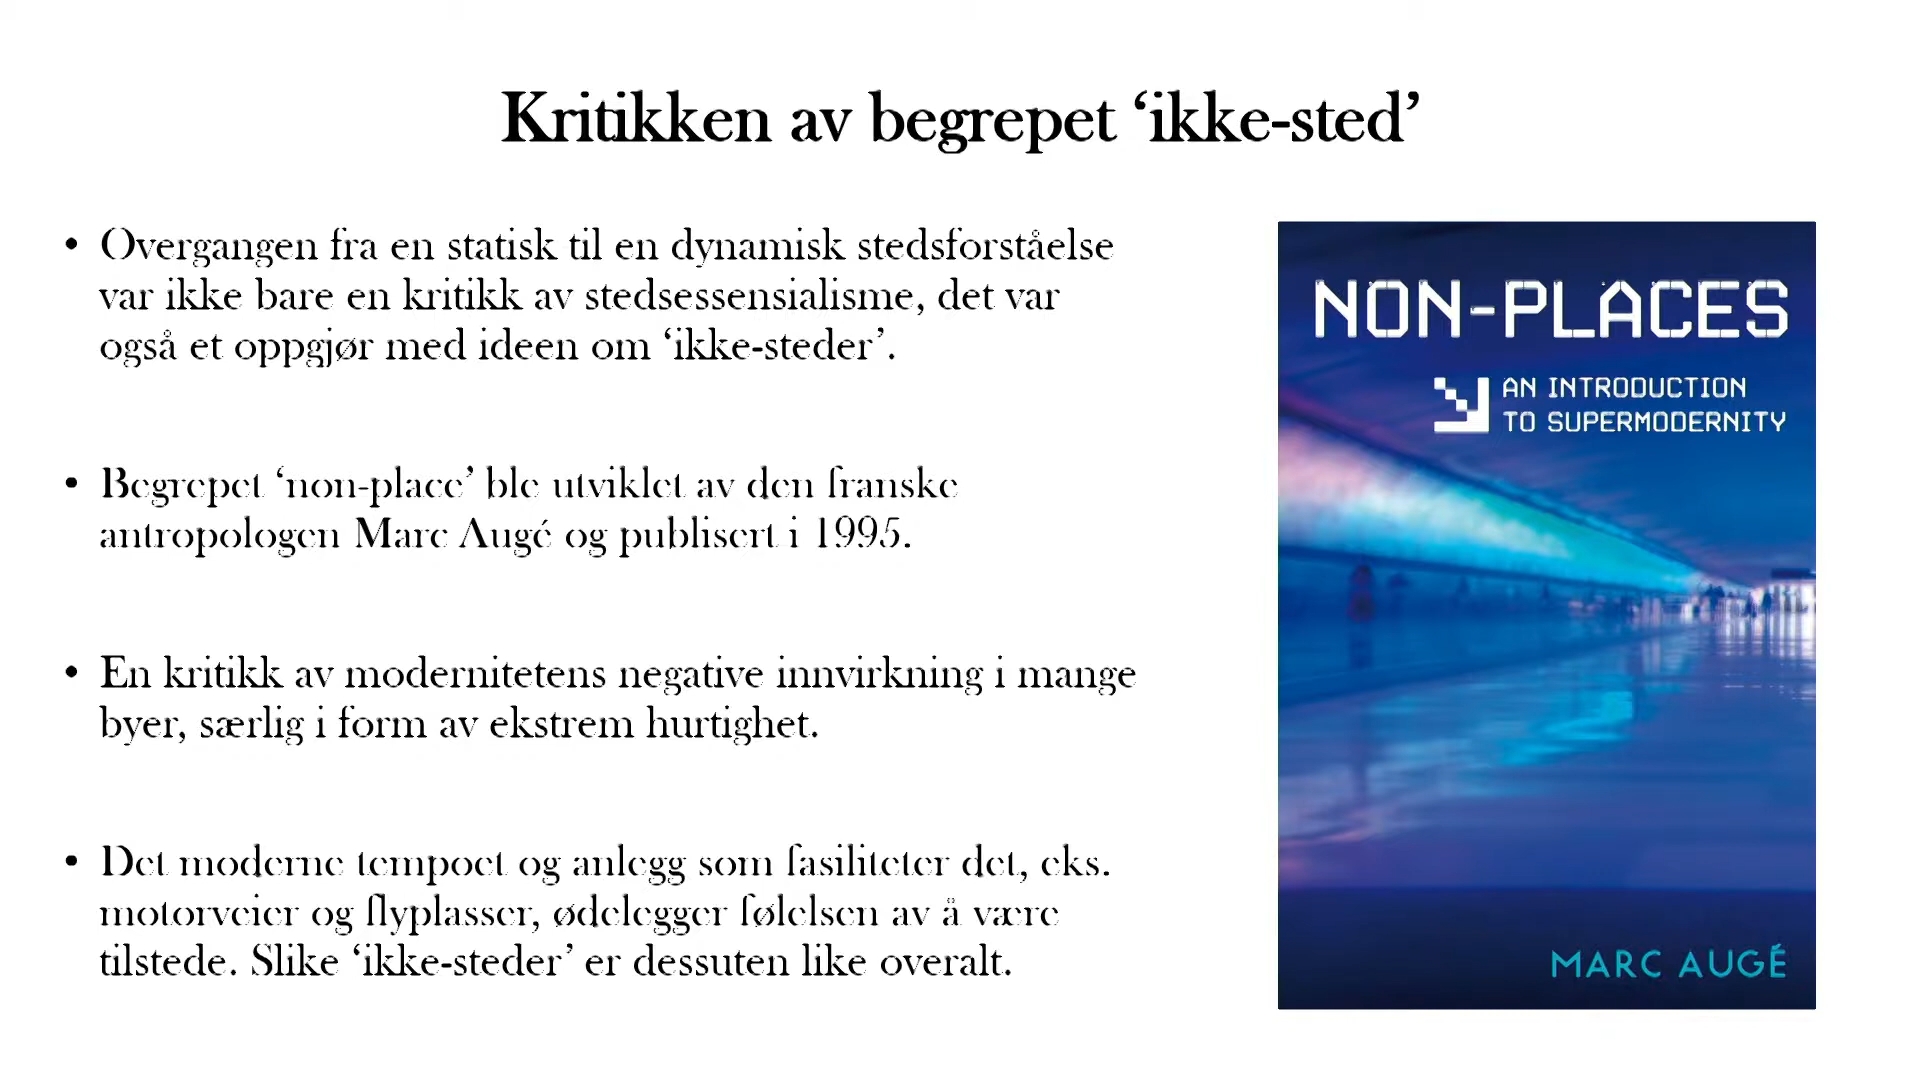 Kritikken av begrepet ‘ikke-sted’
• Overgangen fra en statisk til en dynamisk stedsforståelse
var ikke bare en kritikk av stedsessensialisme, det var
også et oppgjør med ideen om ‘ikke-steder’.
• Begrepet ‘non-place’ ble utviklet av den franske
antropologen Marc Augé og publisert i 1995.
• En kritikk av modernitetens negative innvirkning i mange
byer, særlig i form av ekstrem hurtighet.
• Det moderne tempoet og anlegg som fasiliteter det, eks.
motorveier og flyplasser, ødelegger følelsen av å være
tilstede. Slike ‘ikke-steder’ er dessuten like overalt.
NON-PLACES
AN INTRODUCTION
TO SUPERMODERNITY
MARC AUGÉ